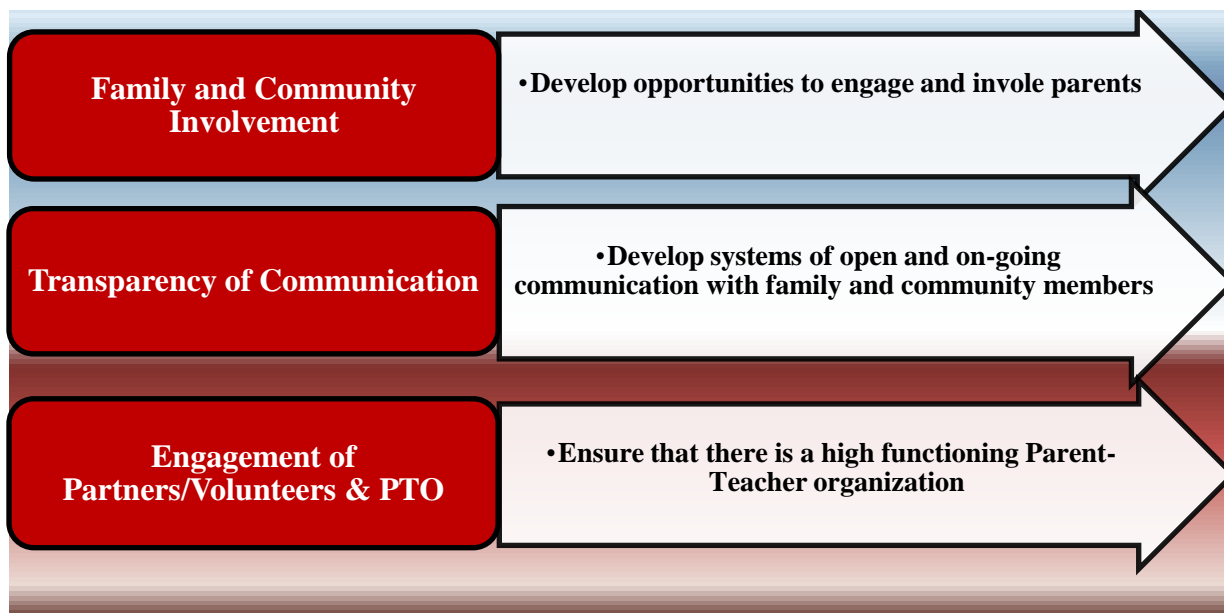 Family and Community
Involvement
•Develop opportunities to engage and invole parents
Transparency of Communication
•Develop systems of open and on-going
communication with family and community members
Engagement of
Partners/Volunteers & PTO
•Ensure that there is a high functioning Parent-
Teacher organization